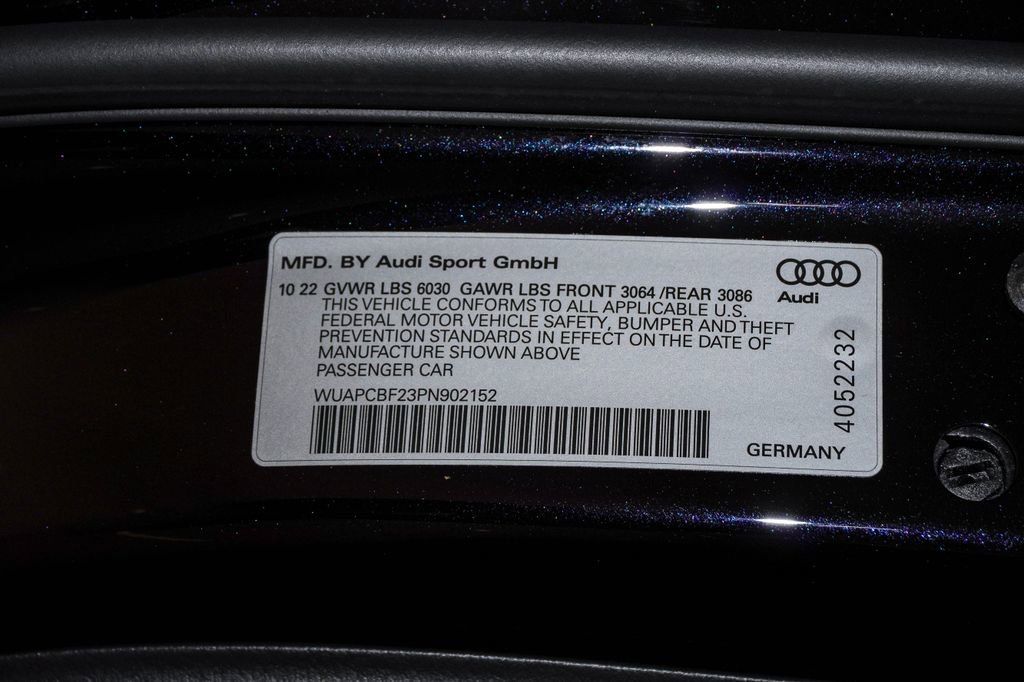 MFD. BY Audi Sport GmbH
10 22 GVWR LBS 6030 GAWR LBS FRONT 3064 /REAR 3086
THIS VEHICLE CONFORMS TO ALL APPLICABLE U.S.
FEDERAL MOTOR VEHICLE SAFETY, BUMPER AND THEFT
PREVENTION STANDARDS IN EFFECT ON THE DATE OF
MANUFACTURE SHOWN ABOVE
PASSENGER CAR
WUAPCBF23PN902152
Audi
4052232
GERMANY